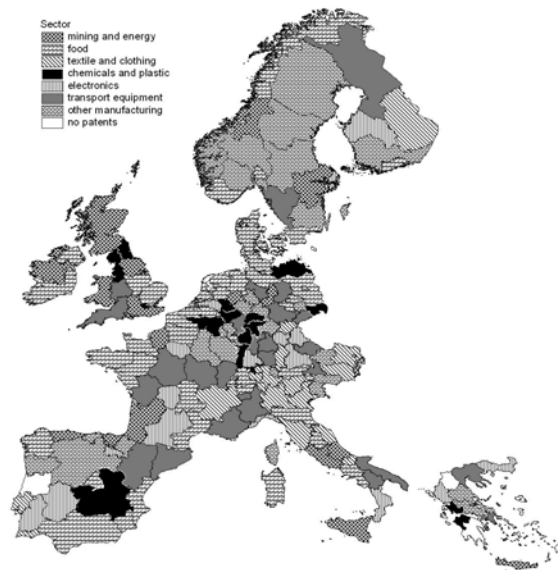 Sector
mining and energy
food
textile and clothing
chemicals and plastic
electronics
transport equipment
other manufacturing
no patents